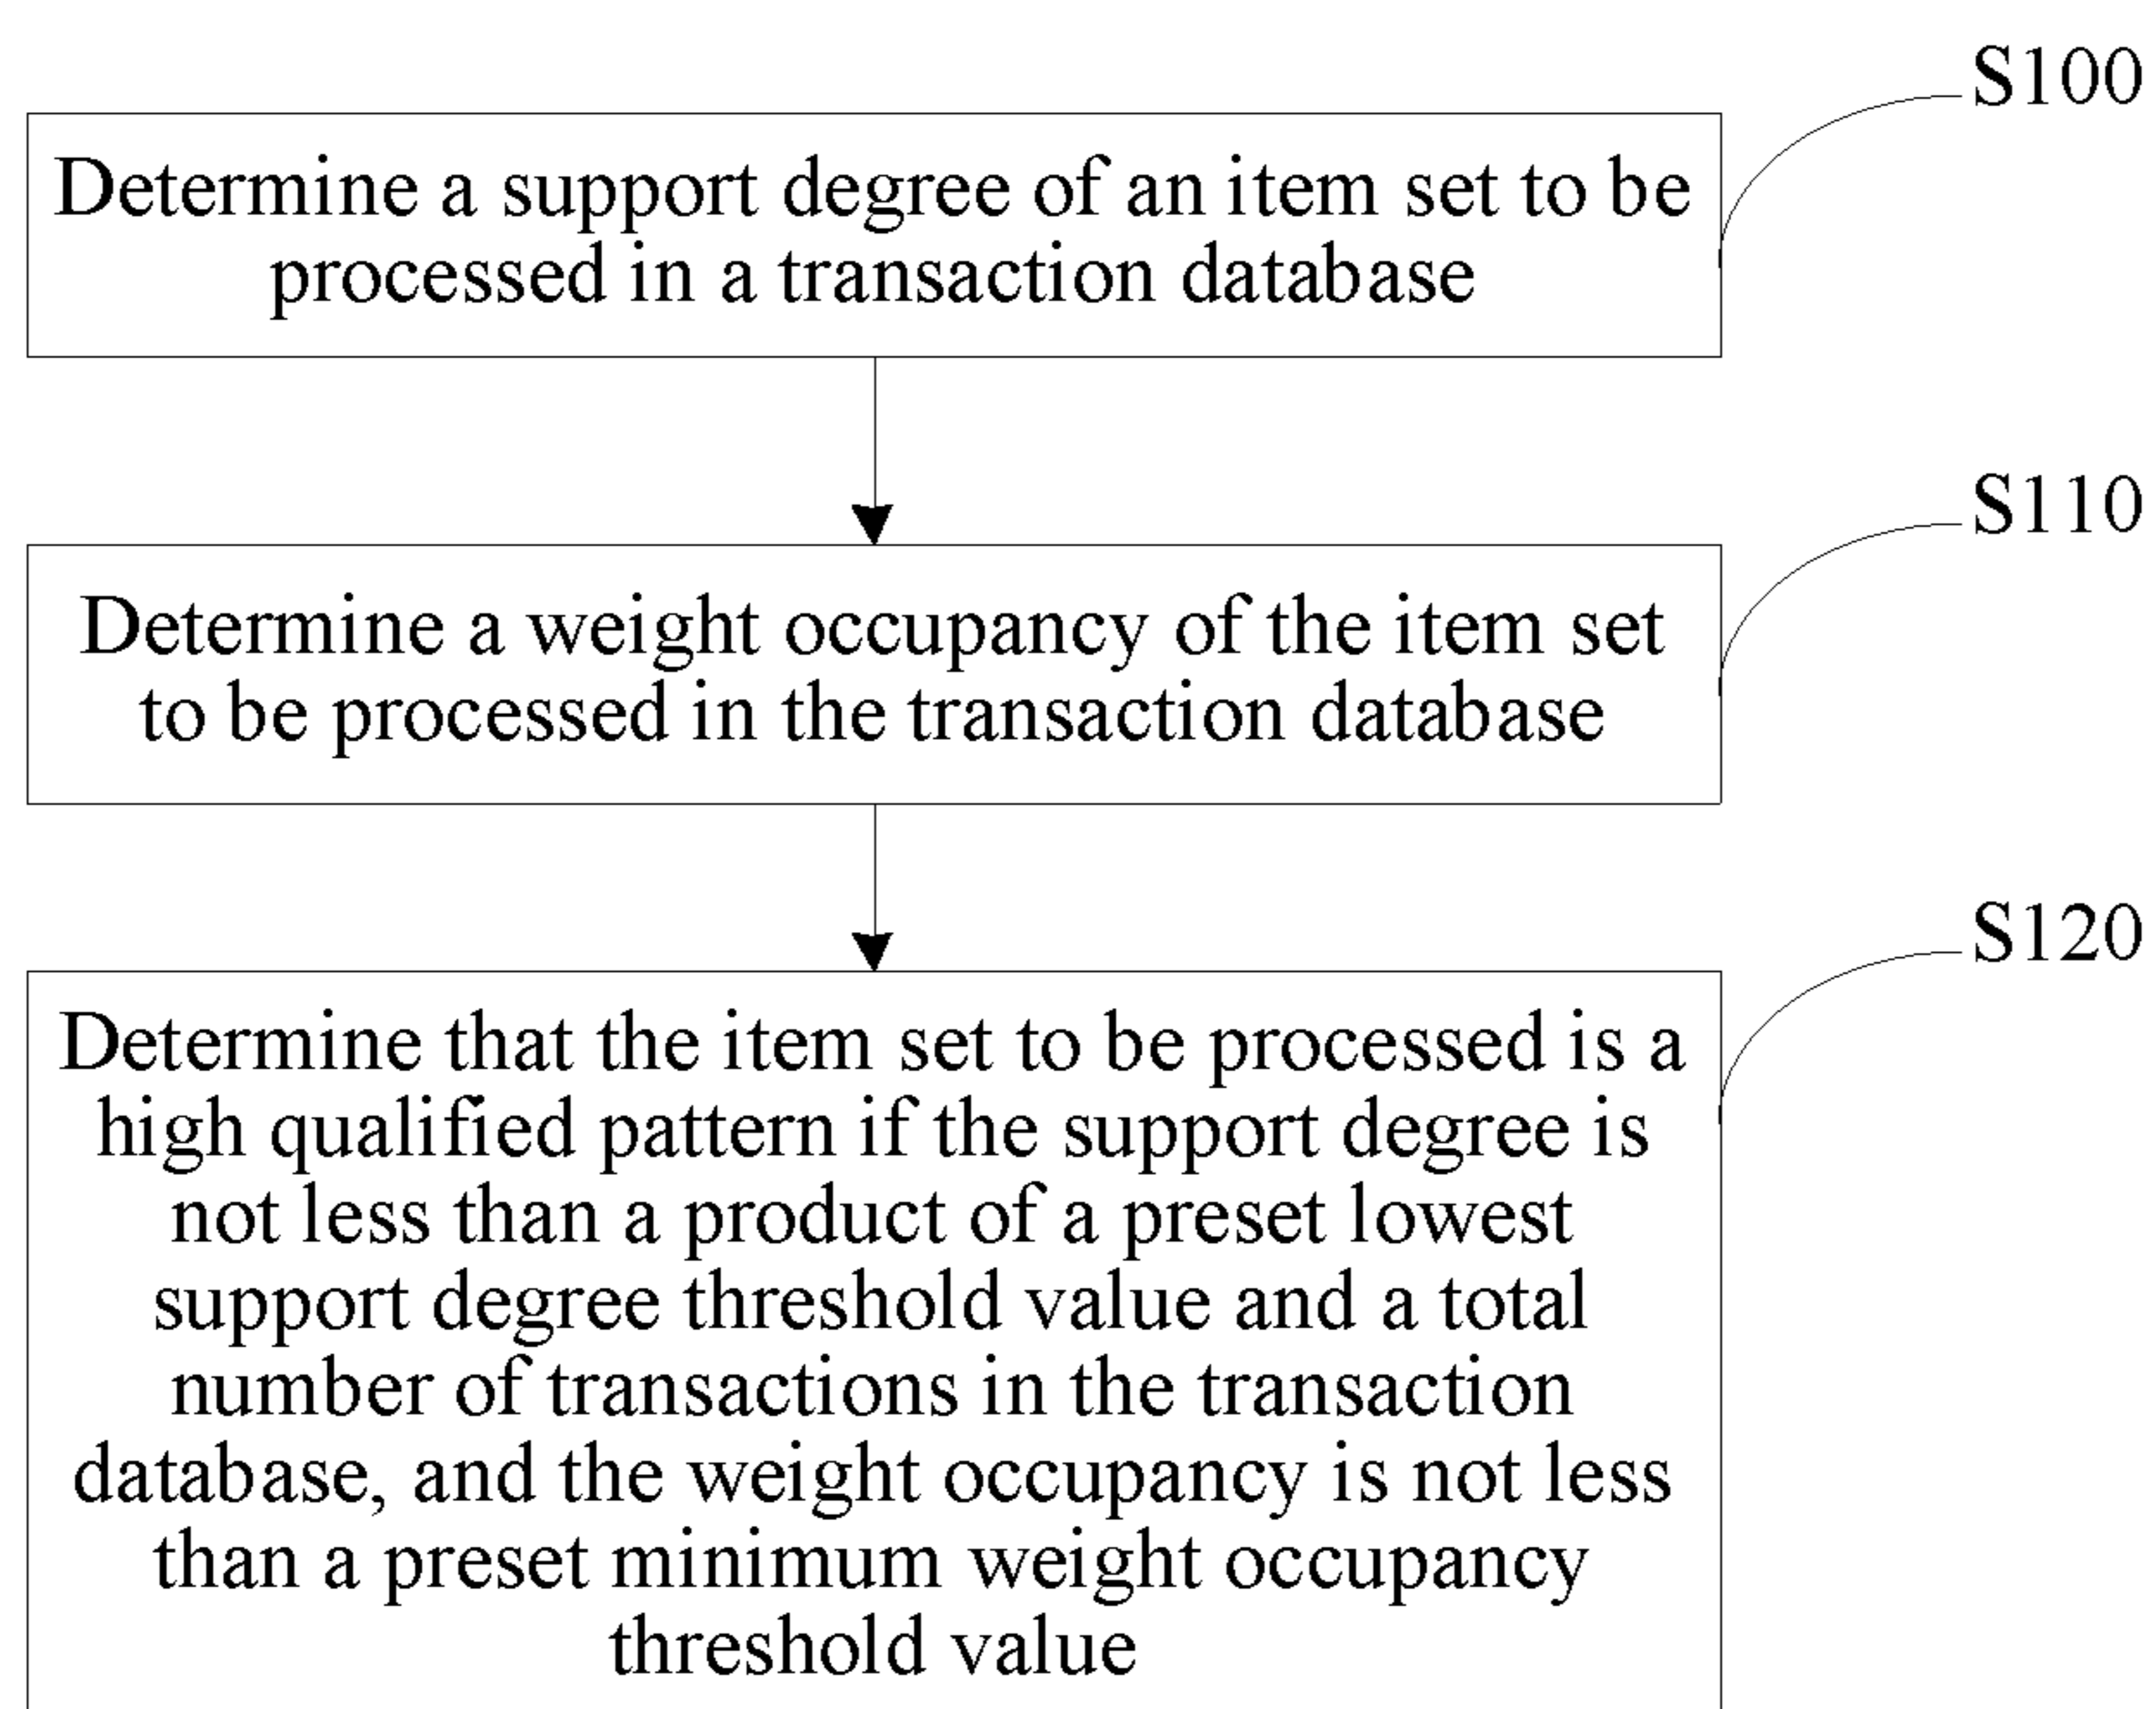 S100
Determine a support degree of an item set to be
processed in a transaction database
S110
Determine a weight occupancy of the item set
to be processed in the transaction database
S120
Determine that the item set to be processed is a
high qualified pattern if the support degree is
not less than a product of a preset lowest
support degree threshold value and a total
number of transactions in the transaction
database, and the weight occupancy is not less
than a preset minimum weight occupancy
threshold value